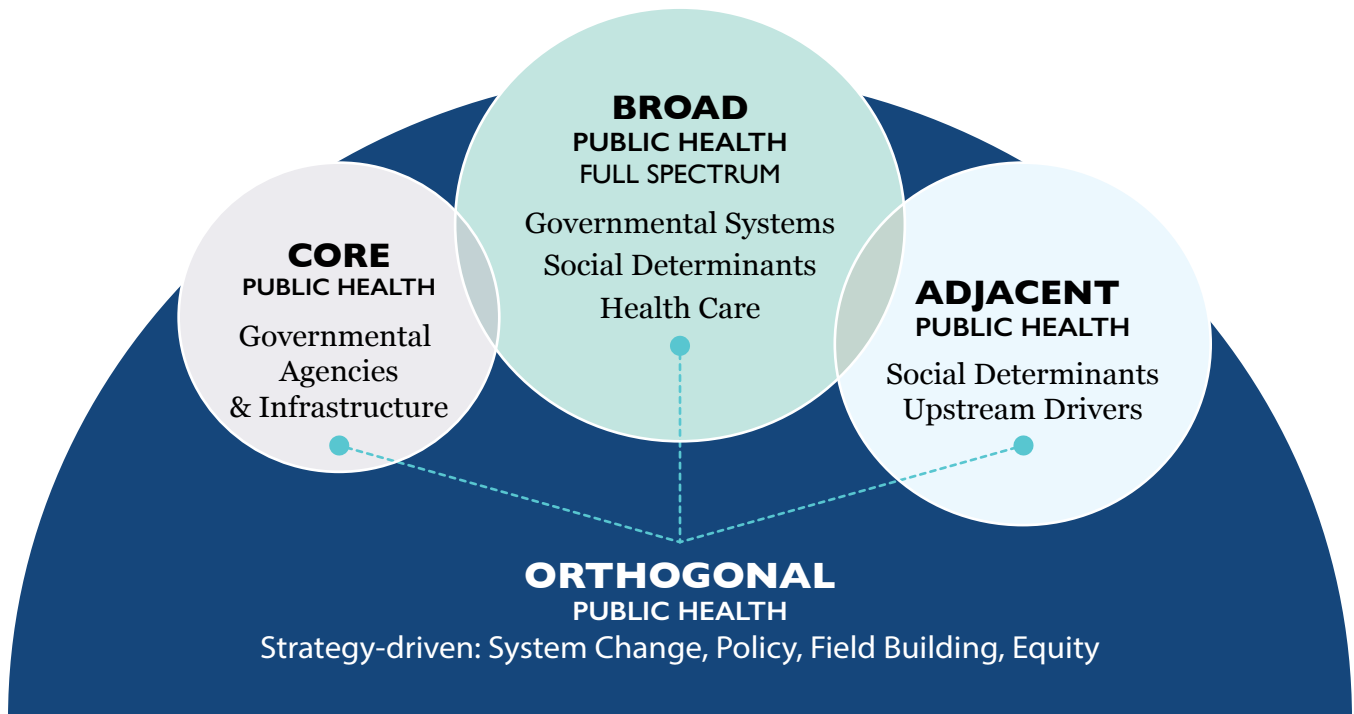 BROAD
PUBLIC HEALTH
FULL SPECTRUM
Governmental Systems
Social Determinants
Health Care
CORE
PUBLIC HEALTH
Governmental
Agencies
& Infrastructure
ADJACENT
PUBLIC HEALTH
Social Determinants
Upstream Drivers
ORTHOGONAL
PUBLIC HEALTH
Strategy-driven: System Change, Policy, Field Building, Equity